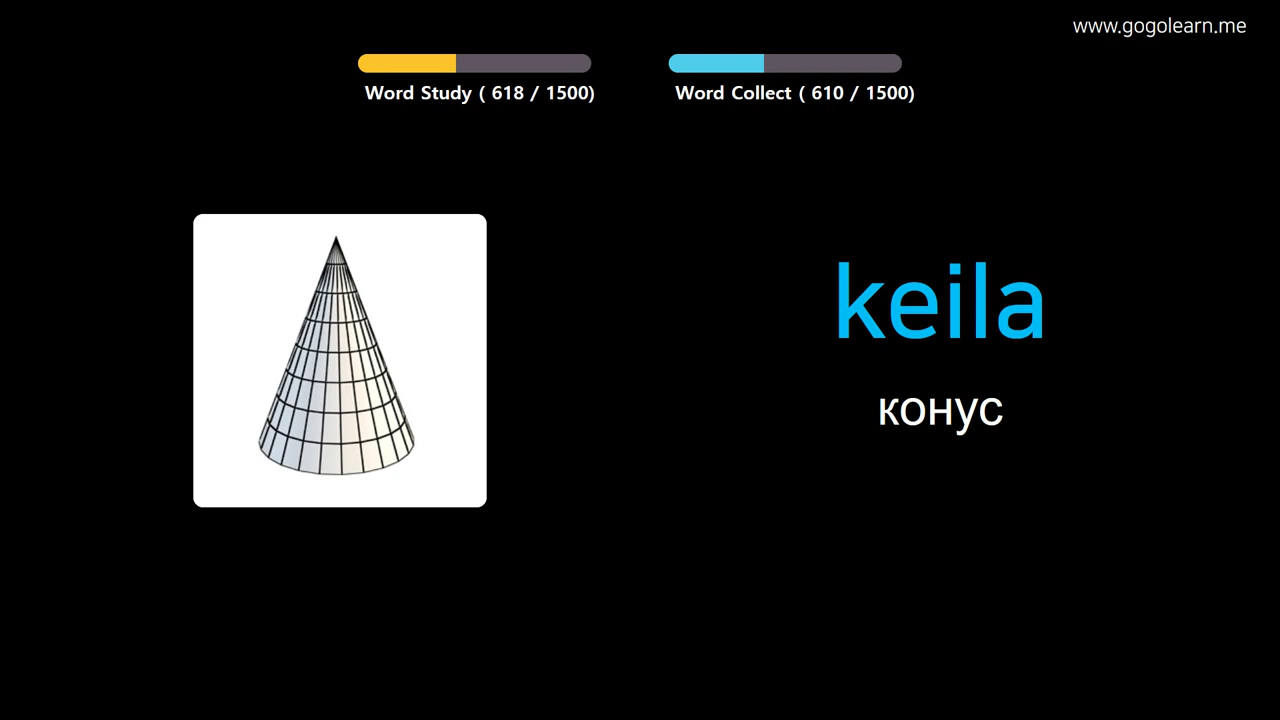 www.gogolearn.me
Word Study ( 618 / 1500)
Word Collect ( 610 / 1500)
keila
конус